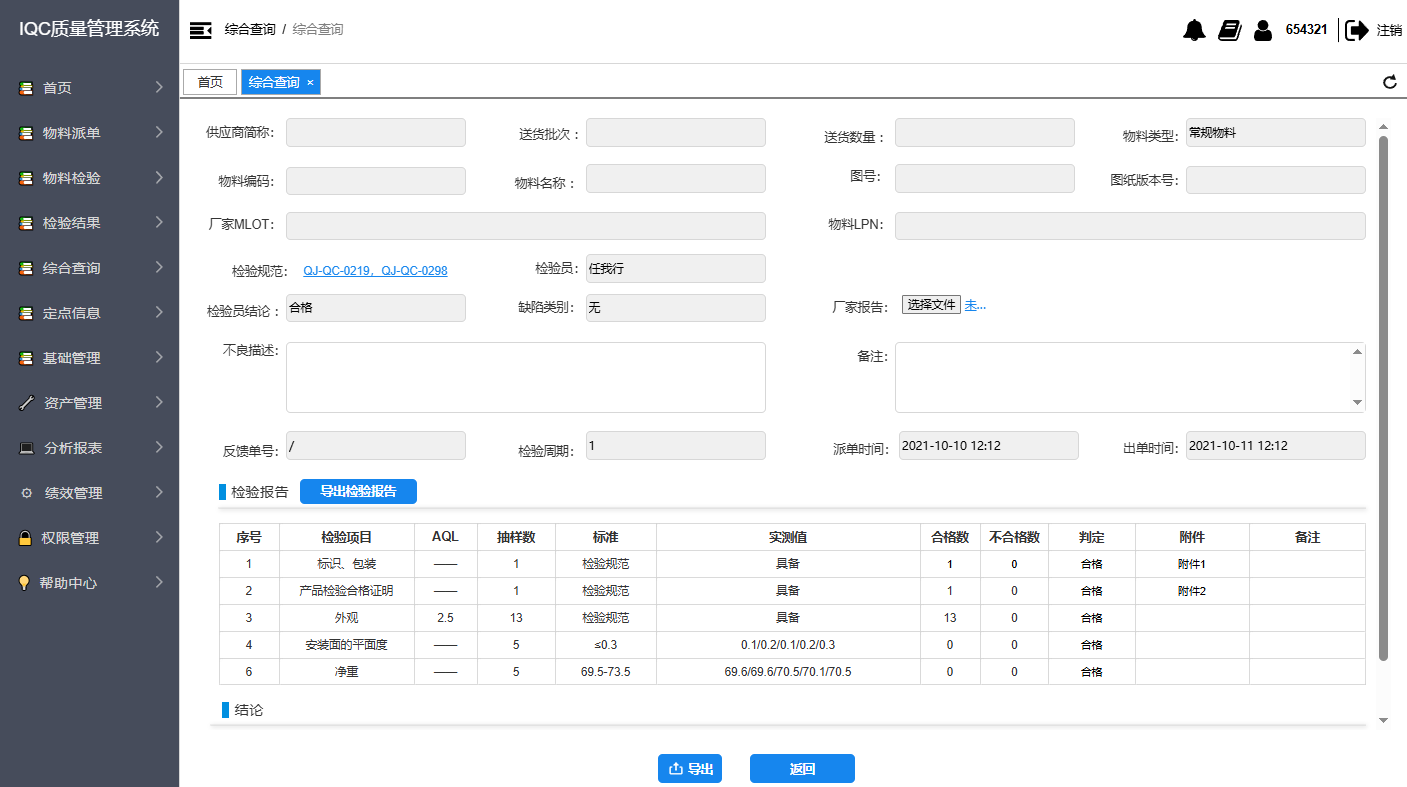 IQC质量管理系统
首页
物料派单
物料检验
检验结果
综合查询
定点信息
基础管理
资产管理
分析报表
绩效管理
权限管理
帮助中心
综合查询 / 综合查询
654321 注销
首页 综合查询 ×
供应商简称: 送货批次 : 送货数量 : 物料类型: 常规物料
物料编码: 物料名称 : 图号: 图纸版本号:
厂家MLOT: 物料LPN:
检验规范: QJ-QC-0219，QJ-QC-0298 检验员: 任我行
检验员结论 : 合格 缺陷类别: 无 厂家报告: 选择文件 未...
不良描述: 备注:
反馈单号: / 检验周期: 1 派单时间: 2021-10-10 12:12 出单时间: 2021-10-11 12:12
检验报告 导出检验报告
序号 检验项目 AQL 抽样数 标准 实测值 合格数 不合格数 判定 附件 备注
1 标识、包装 —— 1 检验规范 具备 1 0 合格 附件1
2 产品检验合格证明 —— 1 检验规范 具备 1 0 合格 附件2
3 外观 2.5 13 检验规范 具备 13 0 合格
4 安装面的平面度 —— 5 ≤0.3 0.1/0.2/0.1/0.2/0.3 0 0 合格
6 净重 —— 5 69.5-73.5 69.6/69.6/70.5/70.1/70.5 0 0 合格
结论
导出 返回